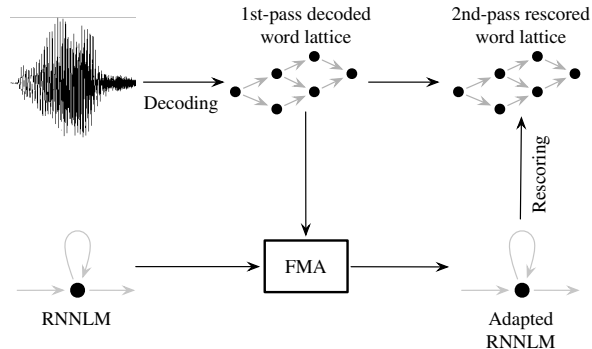 1st-pass decoded
word lattice
2nd-pass rescored
word lattice
Decoding
Rescoring
FMA
RNNLM
Adapted
RNNLM